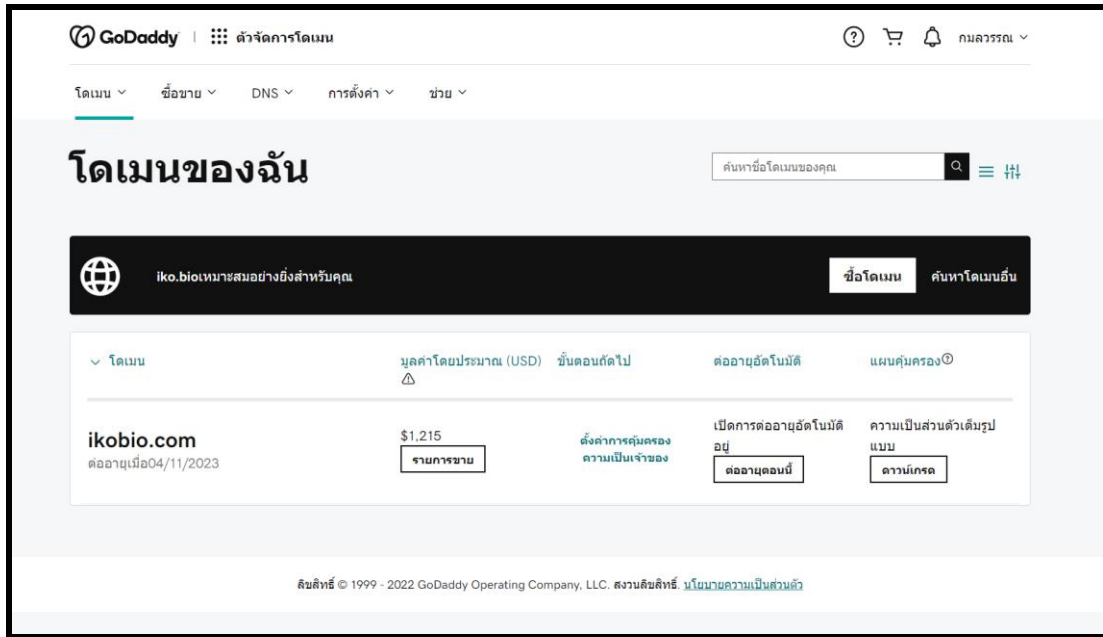 GoDaddy ตัวจัดการโดเมน กมลวรรณ
โดเมน ซื้อขาย DNS การตั้งค่า ช่วย
โดเมนของฉัน
ค้นหาชื่อโดเมนของคุณ
iko.bioเหมาะสมอย่างยิ่งสำหรับคุณ ซื้อโดเมน ค้นหาโดเมนอื่น
โดเมน มูลค่าโดยประมาณ (USD) ขั้นตอนถัดไป ต่ออายุอัตโนมัติ แผนคุ้มครอง
ikobio.com
ต่ออายุเมื่อ04/11/2023
$1,215
รายการขาย
ตั้งค่าการคุ้มครอง
ความเป็นเจ้าของ
เปิดการต่ออายุอัตโนมัติ
อยู่
ต่ออายุตอนนี้
ความเป็นส่วนตัวเต็มรูป
แบบ
ดาวน์เกรด
ลิขสิทธิ์ © 1999 - 2022 GoDaddy Operating Company, LLC. สงวนลิขสิทธิ์. นโยบายความเป็นส่วนตัว